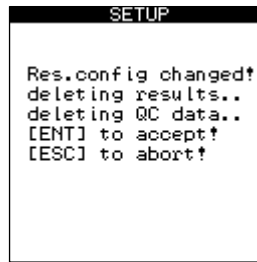 SETUP
Res.config changed!
deleting results..
deleting QC data..
[ENT] to accept!
[ESC] to abort!